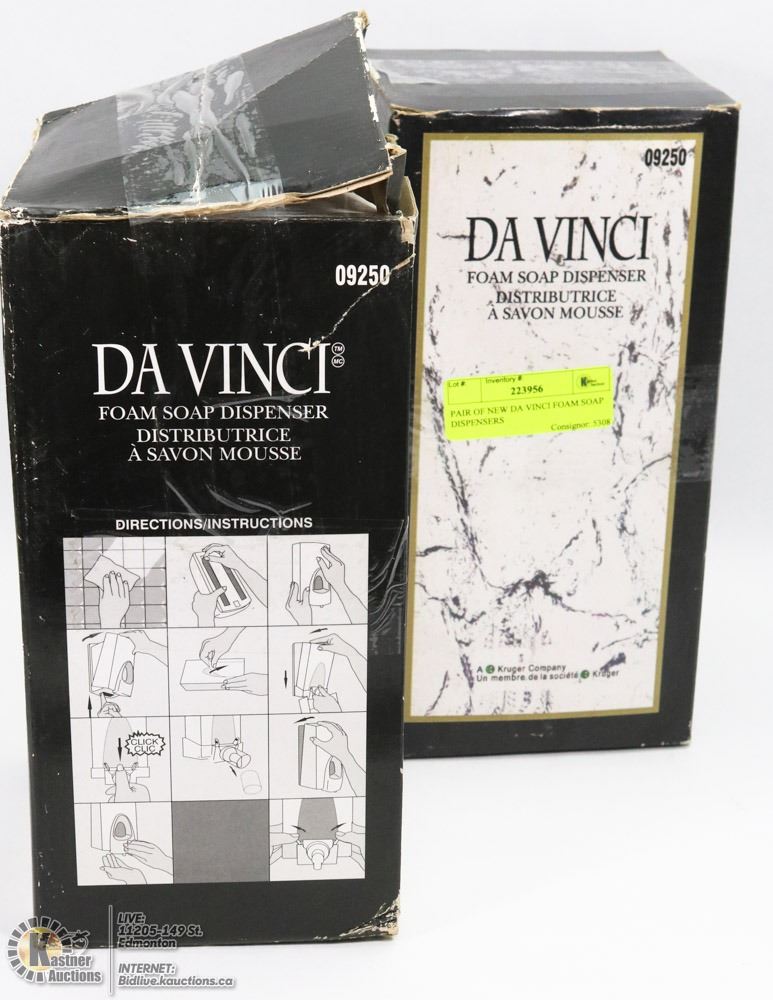 09250
DA VINCI TM MC
FOAM SOAP DISPENSER
DISTRIBUTRICE
À SAVON MOUSSE
DIRECTIONS/INSTRUCTIONS
CLICK
CLIC
09250
DA VINCI
FOAM SOAP DISPENSER
DISTRIBUTRICE
À SAVON MOUSSE
Lot #: Inventory #
223956
PAIR OF NEW DA VINCI FOAM SOAP
DISPENSERS
Consignor: 5308
A Kruger Company
Un membre de la société Kruger
Kastner
Auctions
LIVE:
11205-149 St.
Edmonton
INTERNET:
Bidlive.kauctions.ca